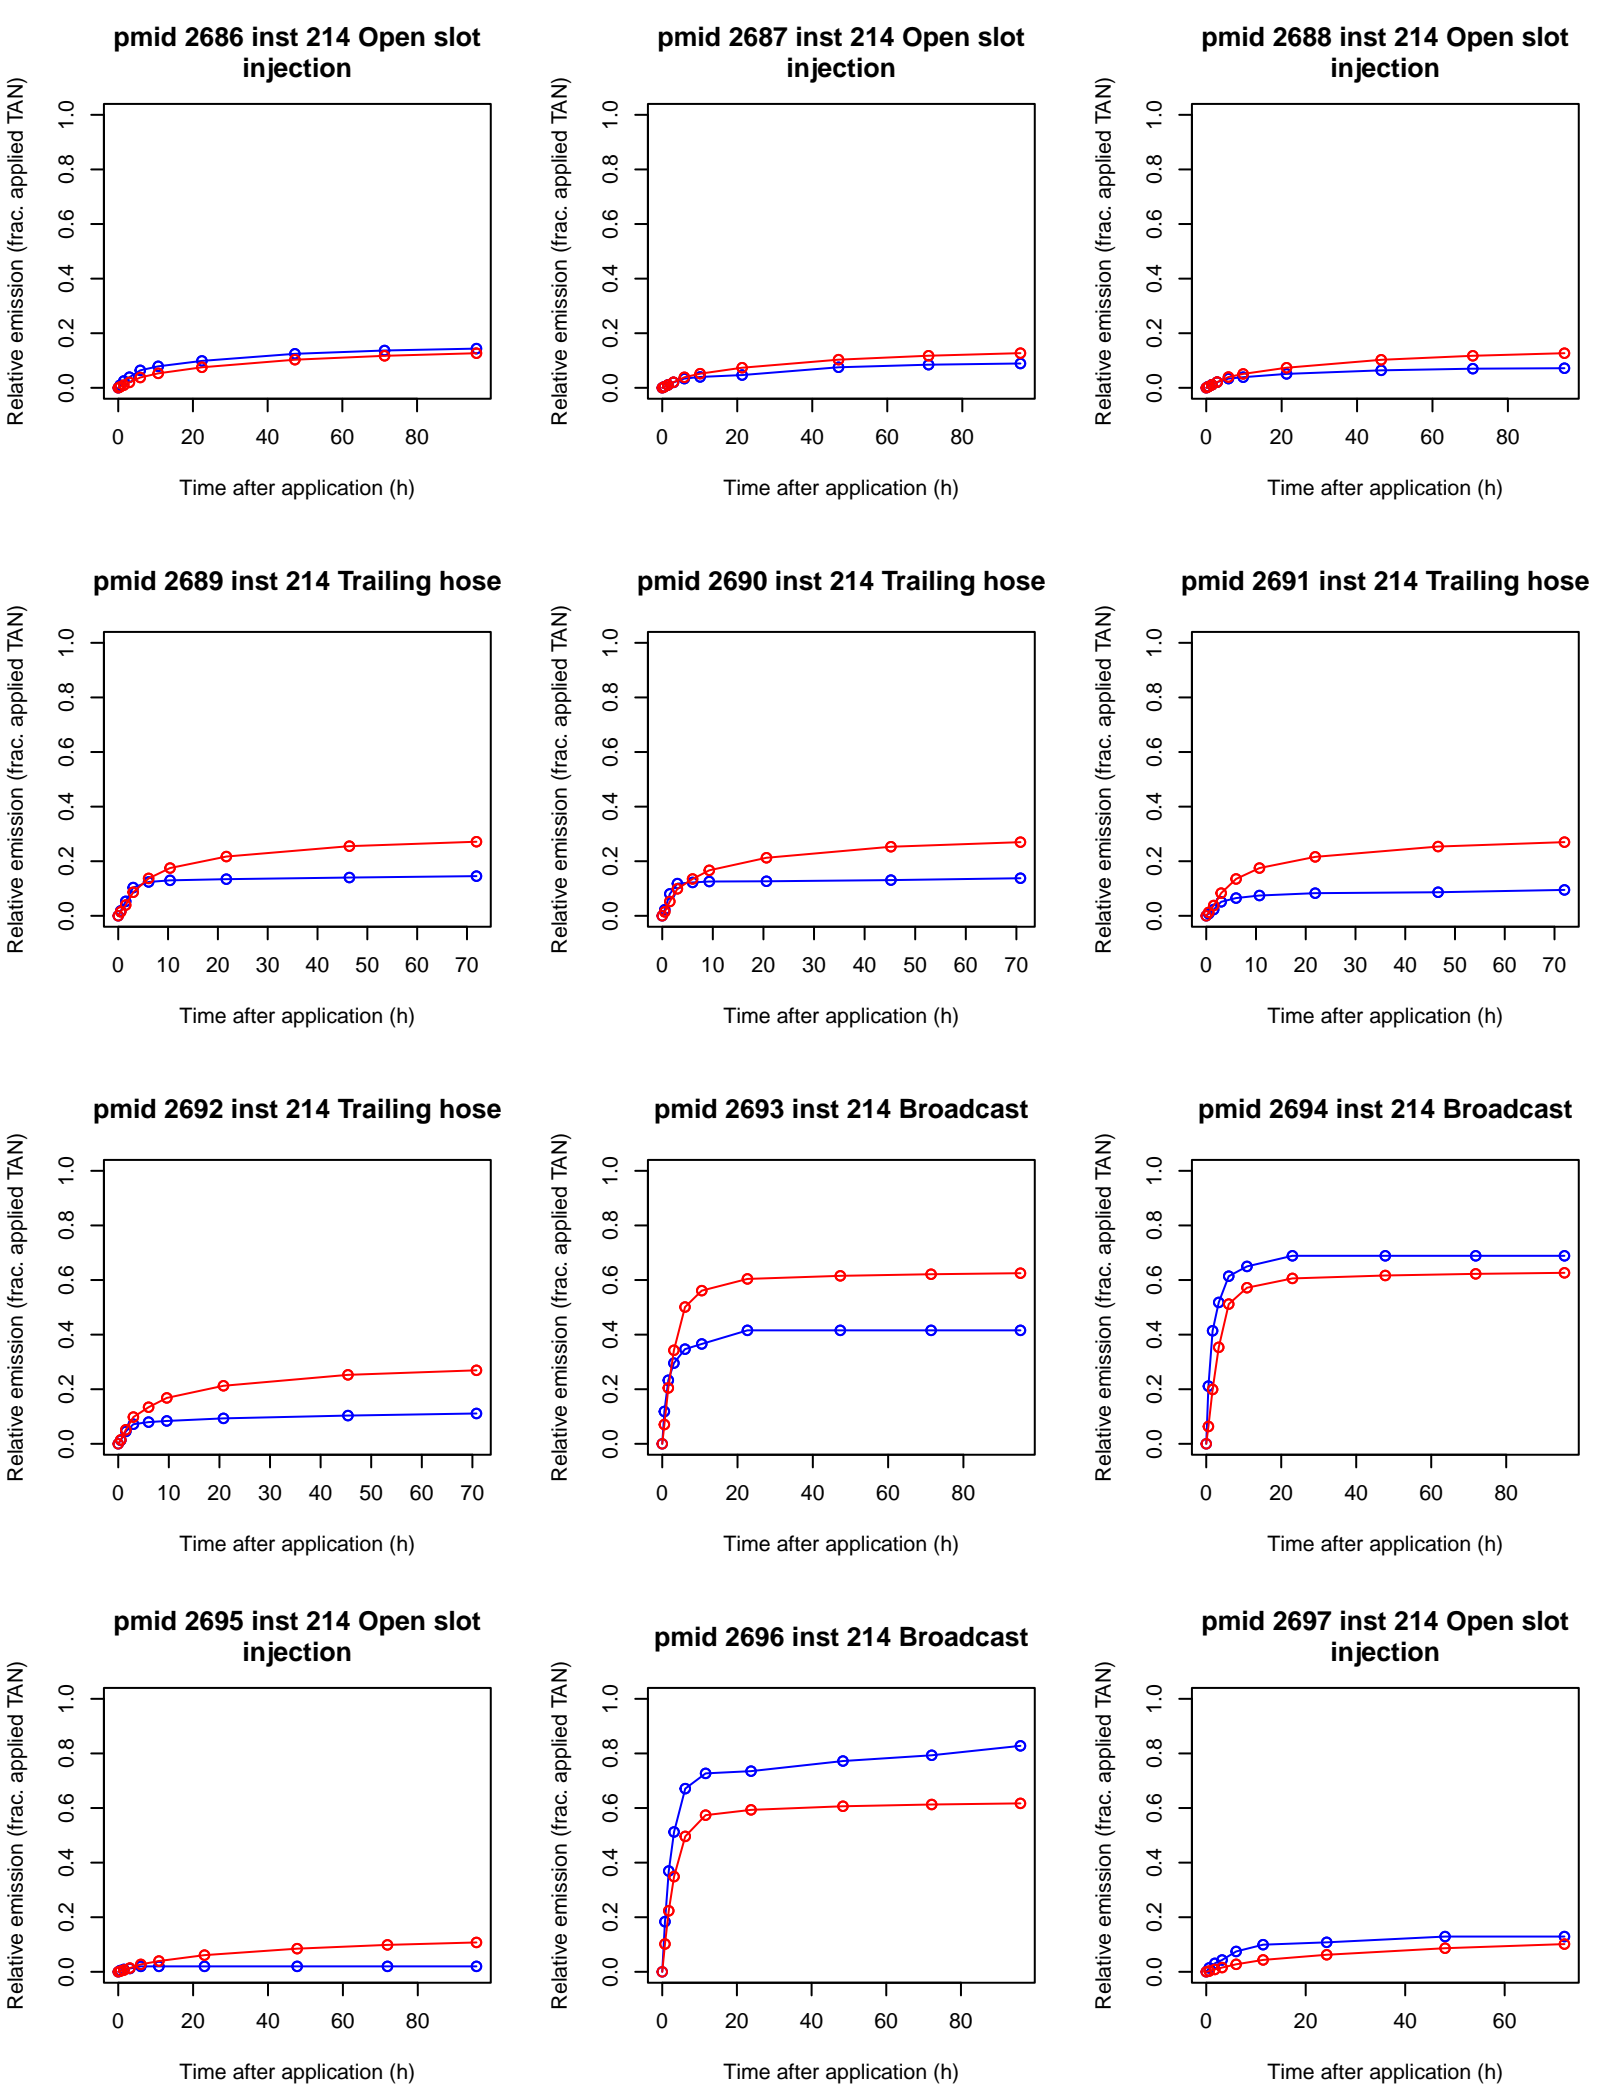 pmid 2686 inst 214 Open slot
injection
Relative emission (frac. applied TAN)
0.0 0.2 0.4 0.6 0.8 1.0
0 20 40 60 80
Time after application (h)
pmid 2687 inst 214 Open slot
injection
Relative emission (frac. applied TAN)
0.0 0.2 0.4 0.6 0.8 1.0
0 20 40 60 80
Time after application (h)
pmid 2688 inst 214 Open slot
injection
Relative emission (frac. applied TAN)
0.0 0.2 0.4 0.6 0.8 1.0
0 20 40 60 80
Time after application (h)
pmid 2689 inst 214 Trailing hose
Relative emission (frac. applied TAN)
0.0 0.2 0.4 0.6 0.8 1.0
0 10 20 30 40 50 60 70
Time after application (h)
pmid 2690 inst 214 Trailing hose
Relative emission (frac. applied TAN)
0.0 0.2 0.4 0.6 0.8 1.0
0 10 20 30 40 50 60 70
Time after application (h)
pmid 2691 inst 214 Trailing hose
Relative emission (frac. applied TAN)
0.0 0.2 0.4 0.6 0.8 1.0
0 10 20 30 40 50 60 70
Time after application (h)
pmid 2692 inst 214 Trailing hose
Relative emission (frac. applied TAN)
0.0 0.2 0.4 0.6 0.8 1.0
0 10 20 30 40 50 60 70
Time after application (h)
pmid 2693 inst 214 Broadcast
Relative emission (frac. applied TAN)
0.0 0.2 0.4 0.6 0.8 1.0
0 20 40 60 80
Time after application (h)
pmid 2694 inst 214 Broadcast
Relative emission (frac. applied TAN)
0.0 0.2 0.4 0.6 0.8 1.0
0 20 40 60 80
Time after application (h)
pmid 2695 inst 214 Open slot
injection
Relative emission (frac. applied TAN)
0.0 0.2 0.4 0.6 0.8 1.0
0 20 40 60 80
Time after application (h)
pmid 2696 inst 214 Broadcast
Relative emission (frac. applied TAN)
0.0 0.2 0.4 0.6 0.8 1.0
0 20 40 60 80
Time after application (h)
pmid 2697 inst 214 Open slot
injection
Relative emission (frac. applied TAN)
0.0 0.2 0.4 0.6 0.8 1.0
0 20 40 60
Time after application (h)